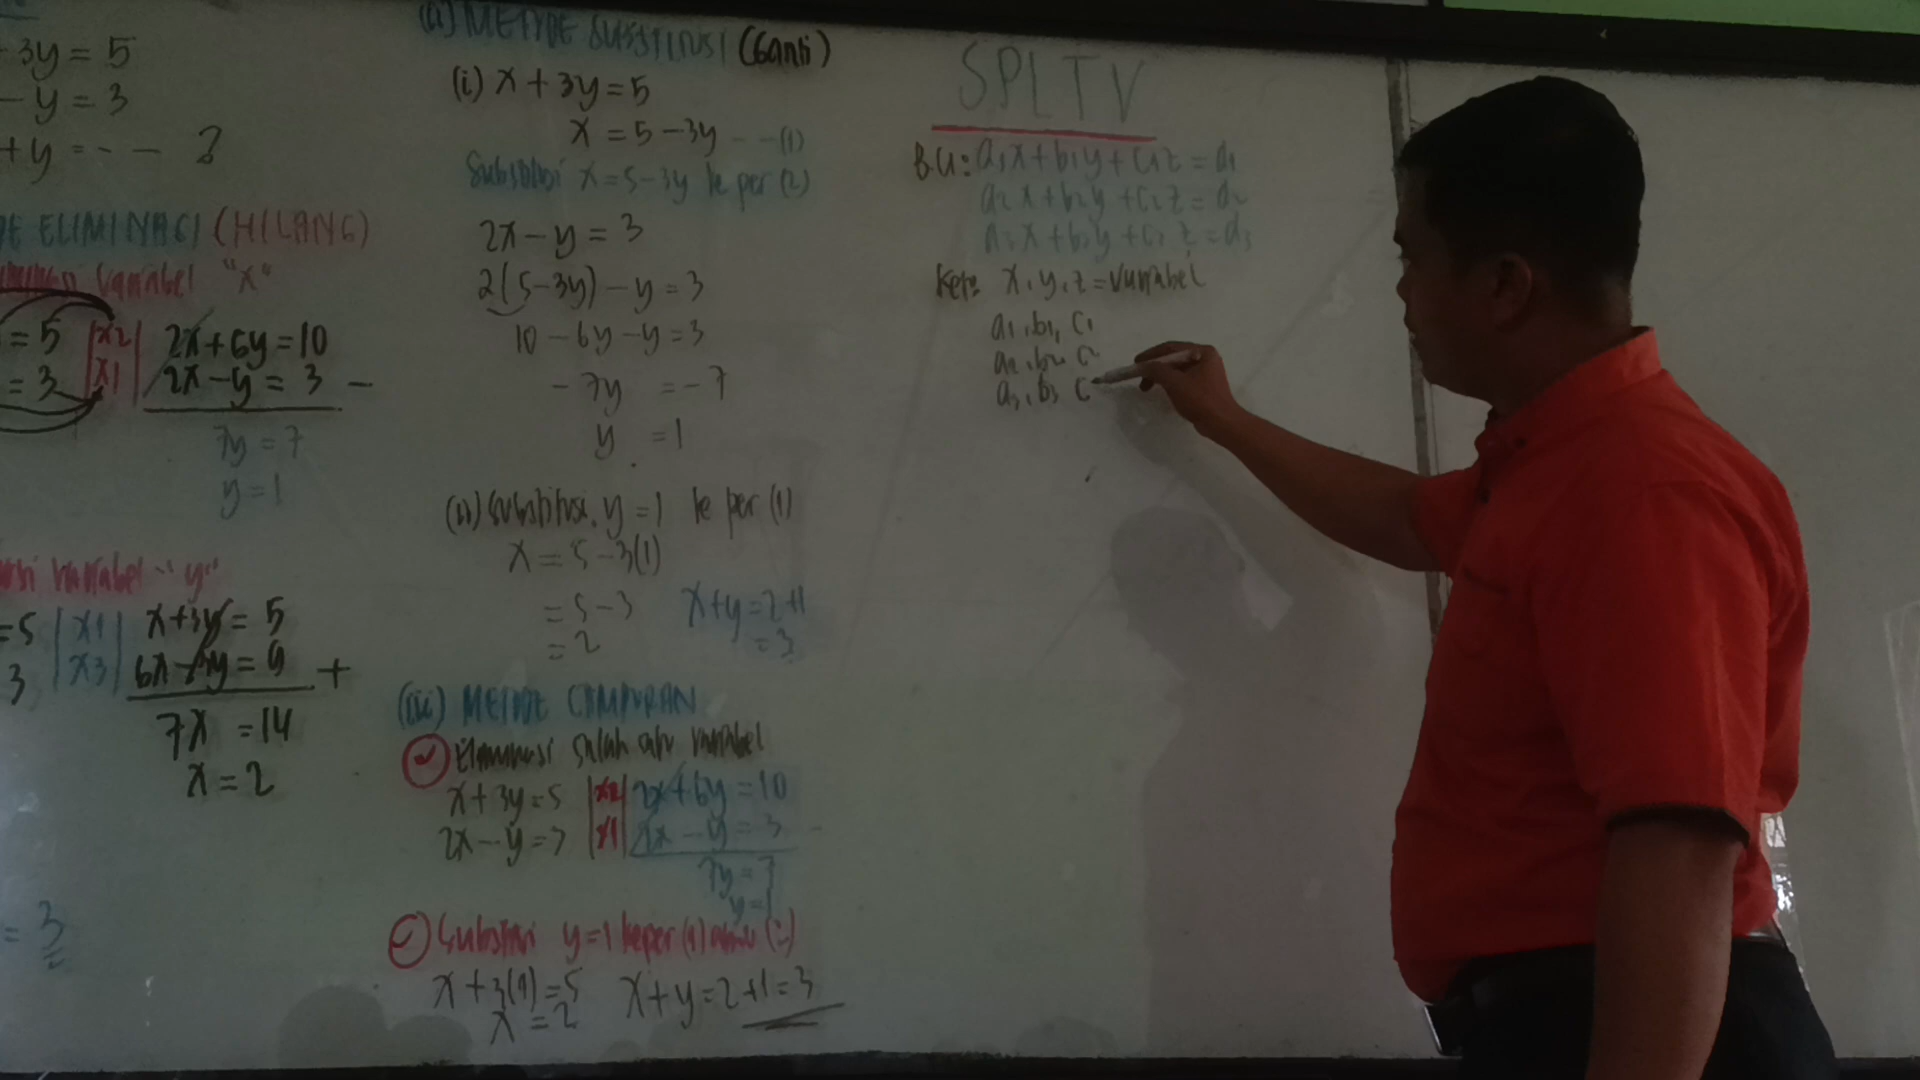 3y = 5
- y = 3
+ y = - - ?
ELIMINASI (HILANG)
variabel "x"
= 5 |x2| 2x + 6y = 10
= 3 |x1| 2x - y = 3 -
7y = 7
y = 1
variabel "y"
=5 |x1| x + 3y = 5
3 |x3| 6x - 3y = 9 +
7x = 14
x = 2
= 3
(ii) METODE SUBSTITUSI (Ganti)
(i) x + 3y = 5
x = 5 - 3y - - (1)
Substitusi x = 5 - 3y ke per (2)
2x - y = 3
2(5 - 3y) - y = 3
10 - 6y - y = 3
- 7y = - 7
y = 1
(ii) Substitusi y = 1 ke per (1)
x = 5 - 3(1)
= 5 - 3
= 2
x + y = 2 + 1
= 3
(iii) METODE CAMPURAN
Eliminasi salah satu variabel
x + 3y = 5 |x2| 2x + 6y = 10
2x - y = 3 |x1| 2x - y = 3 -
7y = 7
y = 1
Substitusi y = 1 ke per (1) atau (2)
x + 3(1) = 5
x = 2
x + y = 2 + 1 = 3
SPLTV
B.U: a₁x + b₁y + c₁z = d₁
a₂x + b₂y + c₂z = d₂
a₃x + b₃y + c₃z = d₃
Ket: x, y, z = Variabel
a₁, b₁, c₁
a₂, b₂, c₂
a₃, b₃ c